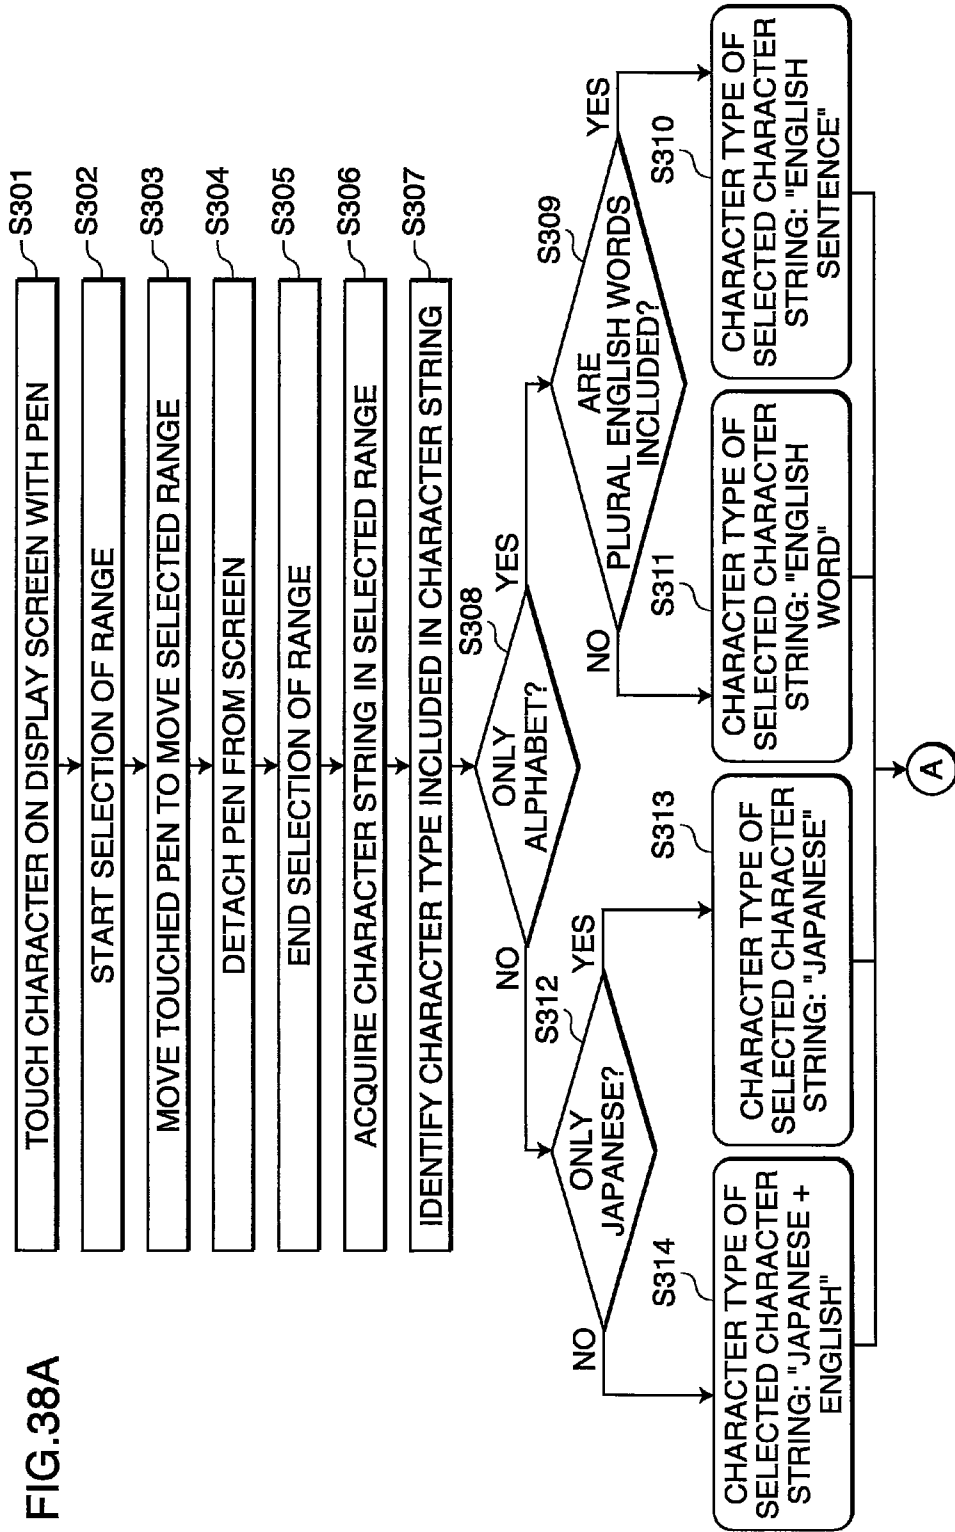 FIG.38A
TOUCH CHARACTER ON DISPLAY SCREEN WITH PEN
S301
START SELECTION OF RANGE
S302
MOVE TOUCHED PEN TO MOVE SELECTED RANGE
S303
DETACH PEN FROM SCREEN
S304
END SELECTION OF RANGE
S305
ACQUIRE CHARACTER STRING IN SELECTED RANGE
S306
IDENTIFY CHARACTER TYPE INCLUDED IN CHARACTER STRING
S307
S308
ONLY
ALPHABET?
NO
YES
S312
ONLY
JAPANESE?
NO
YES
S309
ARE
PLURAL ENGLISH WORDS
INCLUDED?
NO
YES
S314
CHARACTER TYPE OF
SELECTED CHARACTER
STRING: "JAPANESE +
ENGLISH"
S313
CHARACTER TYPE OF
SELECTED CHARACTER
STRING: "JAPANESE"
S311
CHARACTER TYPE OF
SELECTED CHARACTER
STRING: "ENGLISH
WORD"
S310
CHARACTER TYPE OF
SELECTED CHARACTER
STRING: "ENGLISH
SENTENCE"
A